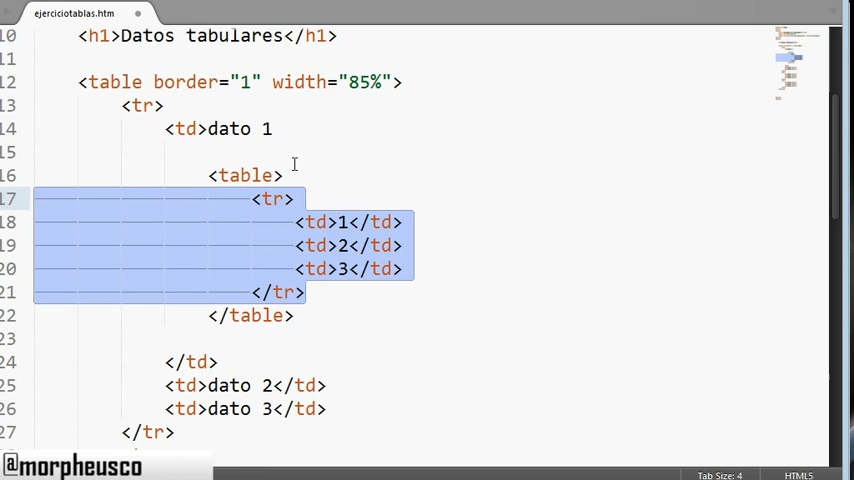 ejerciciotablas.htm
10 <h1>Datos tabulares</h1>
11
12 <table border="1" width="85%">
13 <tr>
14 <td>dato 1
15
16 <table>
17 <tr>
18 <td>1</td>
19 <td>2</td>
20 <td>3</td>
21 </tr>
22 </table>
23
24 </td>
25 <td>dato 2</td>
26 <td>dato 3</td>
27 </tr>
@morpheusco
Tab Size: 4 HTML5